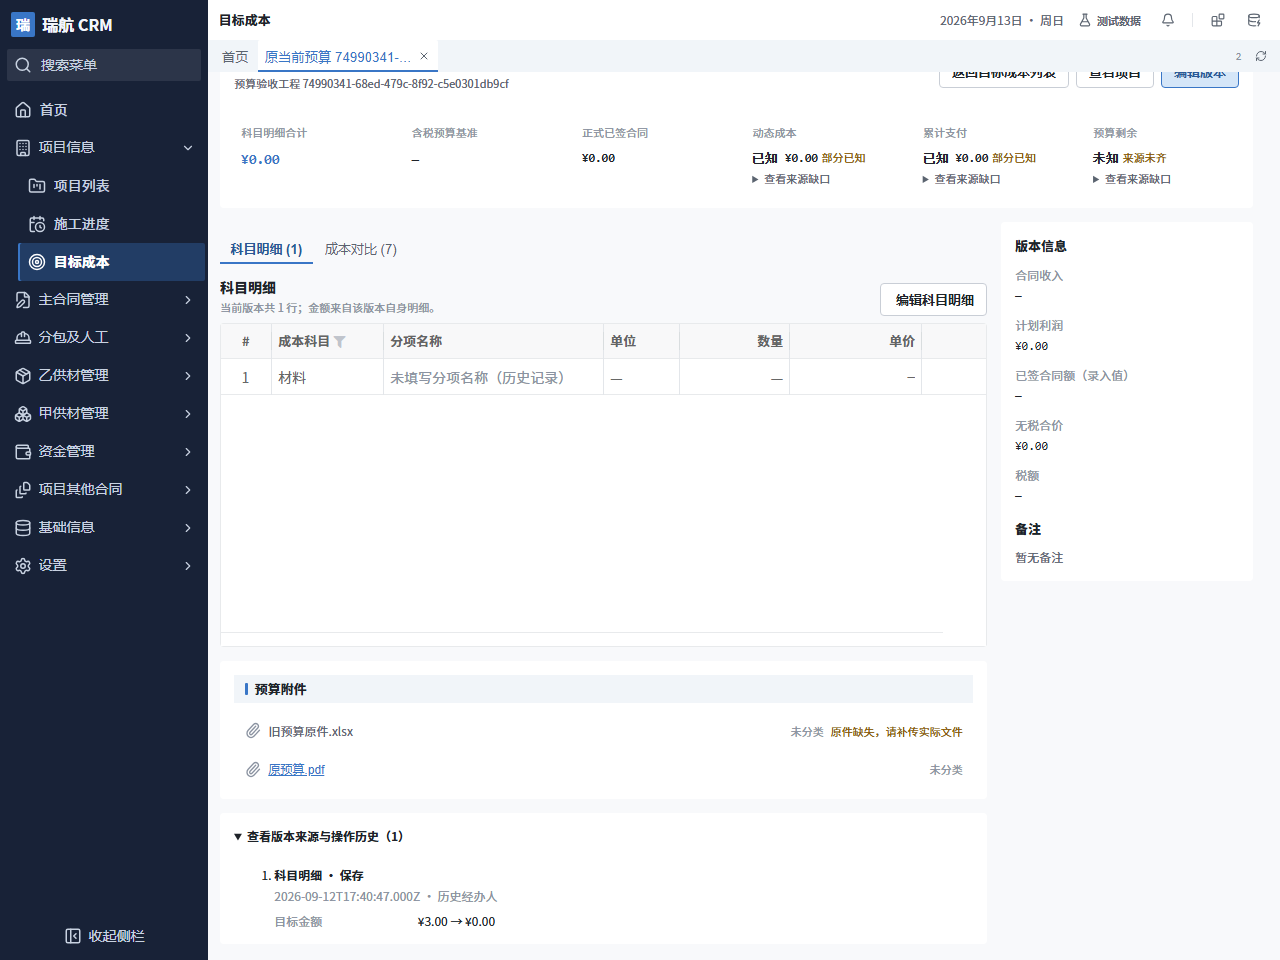 瑞 瑞航 CRM
搜索菜单
首页
项目信息
项目列表
施工进度
目标成本
主合同管理
分包及人工
乙供材管理
甲供材管理
资金管理
项目其他合同
基础信息
设置
收起侧栏
目标成本
2026年9月13日 · 周日 测试数据
首页 原当前预算 74990341-... ×
2
预算验收工程 74990341-68ed-479c-8f92-c5e0301db9cf
返回目标成本列表 查看项目 编辑版本
科目明细合计 含税预算基准 正式已签合同 动态成本 累计支付 预算剩余
¥0.00 — ¥0.00 已知 ¥0.00 部分已知 已知 ¥0.00 部分已知 未知 来源未齐
查看来源缺口 查看来源缺口 查看来源缺口
科目明细 (1) 成本对比 (7)
科目明细
当前版本共 1 行；金额来自该版本自身明细。
编辑科目明细
# 成本科目 分项名称 单位 数量 单价
1 材料 未填写分项名称（历史记录） — — —
版本信息
合同收入
—
计划利润
¥0.00
已签合同额（录入值）
—
无税合价
¥0.00
税额
—
备注
暂无备注
预算附件
旧预算原件.xlsx 未分类 原件缺失，请补传实际文件
原预算.pdf 未分类
查看版本来源与操作历史（1）
1. 科目明细 · 保存
2026-09-12T17:40:47.000Z · 历史经办人
目标金额 ¥3.00 → ¥0.00